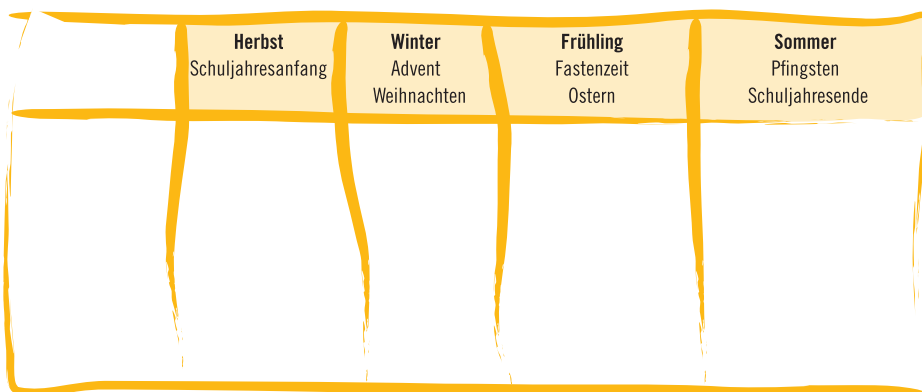 Herbst
Schuljahresanfang
Winter
Advent
Weihnachten
Frühling
Fastenzeit
Ostern
Sommer
Pfingsten
Schuljahresende